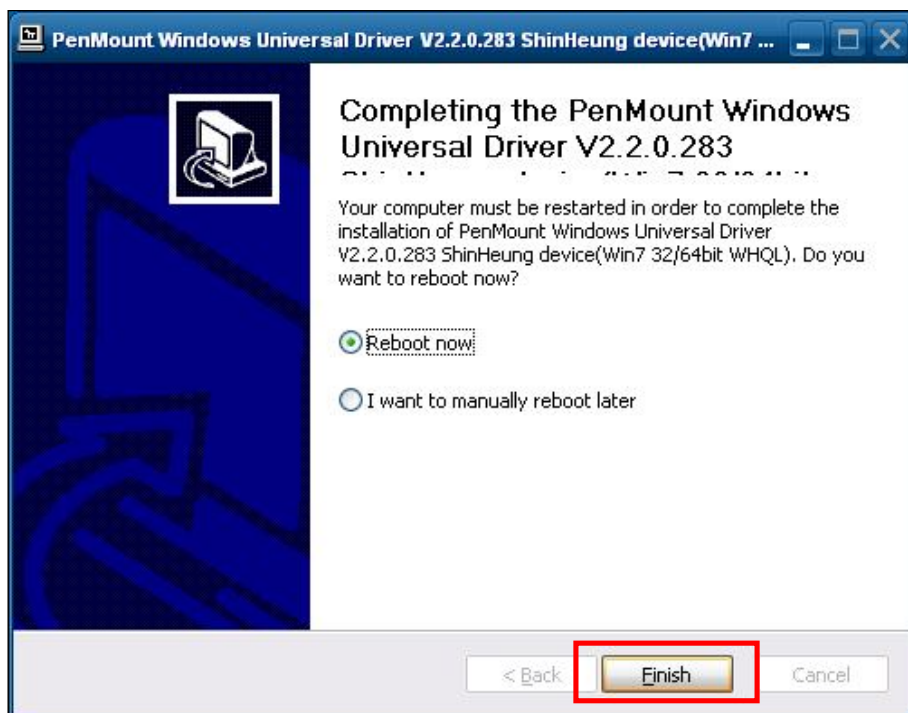 PenMount Windows Universal Driver V2.2.0.283 ShinHeung device(Win7 ...
Completing the PenMount Windows
Universal Driver V2.2.0.283
Your computer must be restarted in order to complete the
installation of PenMount Windows Universal Driver
V2.2.0.283 ShinHeung device(Win7 32/64bit WHQL). Do you
want to reboot now?
Reboot now
I want to manually reboot later
< Back
Finish
Cancel